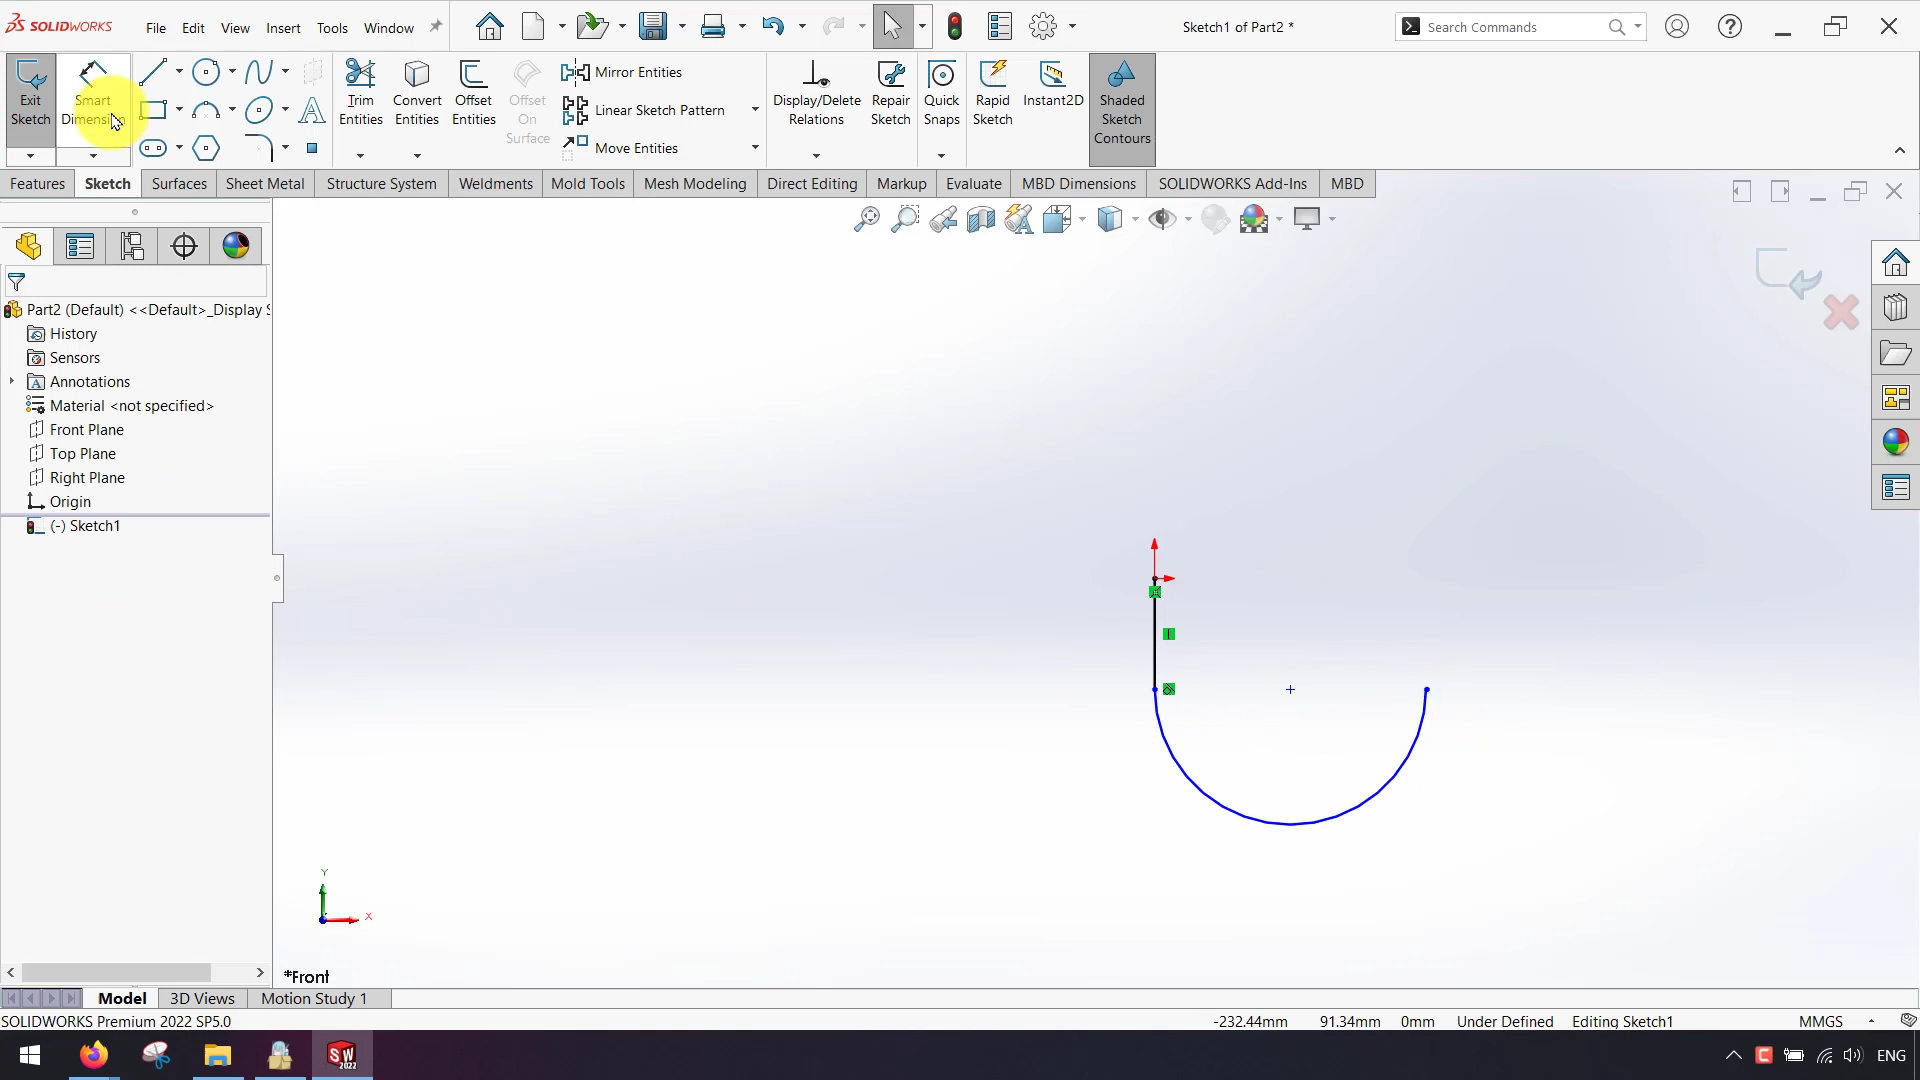 SOLIDWORKS
File
Edit
View
Insert
Tools
Window
Sketch1 of Part2 *
Search Commands
Exit
Sketch
Smart
Dimension
Trim
Entities
Convert
Entities
Offset
Entities
Offset
On
Surface
Mirror Entities
Linear Sketch Pattern
Move Entities
Display/Delete
Relations
Repair
Sketch
Quick
Snaps
Rapid
Sketch
Instant2D
Shaded
Sketch
Contours
Features
Sketch
Surfaces
Sheet Metal
Structure System
Weldments
Mold Tools
Mesh Modeling
Direct Editing
Markup
Evaluate
MBD Dimensions
SOLIDWORKS Add-Ins
MBD
Part2 (Default) <<Default>_Display S
History
Sensors
Annotations
Material <not specified>
Front Plane
Top Plane
Right Plane
Origin
(-) Sketch1
Y
X
*Front
Model
3D Views
Motion Study 1
SOLIDWORKS Premium 2022 SP5.0
-232.44mm
91.34mm
0mm
Under Defined
Editing Sketch1
MMGS
SW
2022
ENG